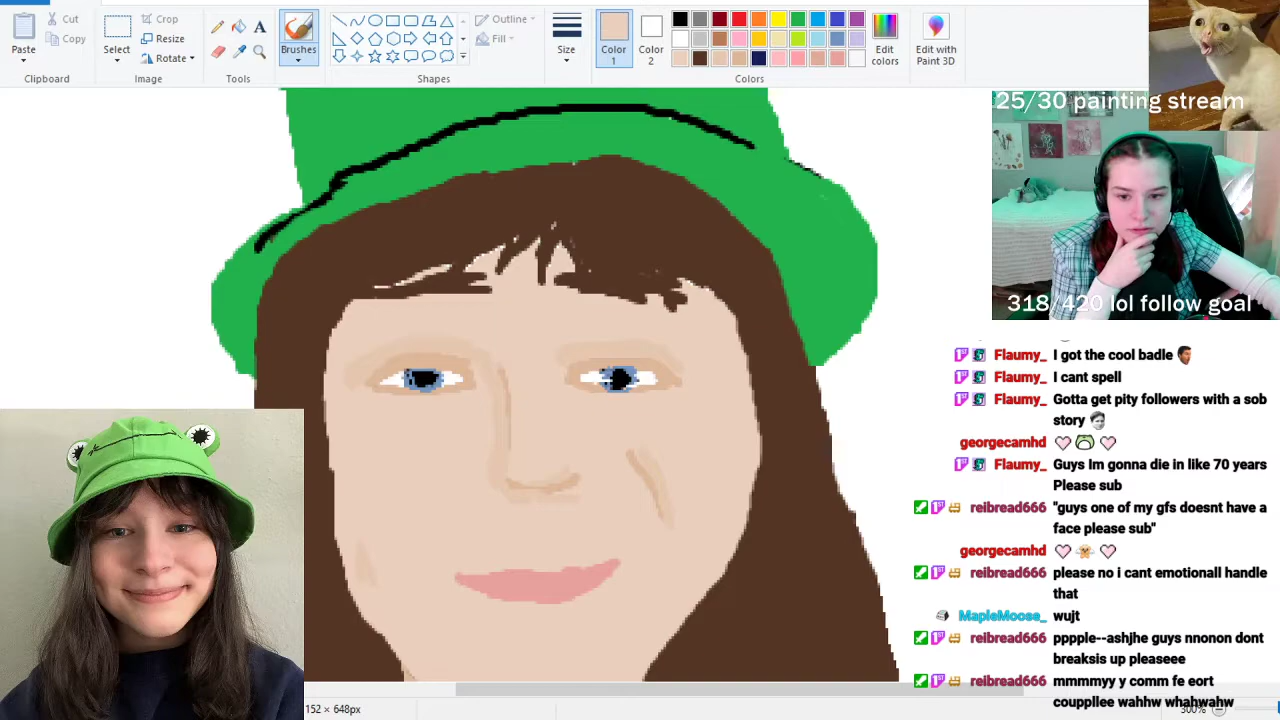 Cut
Copy
Paste
Clipboard
Crop
Resize
Rotate
Select
Image
A
Tools
Brushes
Outline
Fill
Shapes
Size
Color
1
Color
2
Edit
colors
Colors
Edit with
Paint 3D
25/30 painting stream
318/420 lol follow goal
Flaumy_ I got the cool badle
Flaumy_ I cant spell
Flaumy_ Gotta get pity followers with a sob
story
georgecamhd
Flaumy_ Guys Im gonna die in like 70 years
Please sub
reibread666 "guys one of my gfs doesnt have a
face please sub"
georgecamhd
reibread666 please no i cant emotionall handle
that
MapleMoose_ wujt
reibread666 pppple--ashjhe guys nnonon dont
breaksis up pleaseee
reibread666 mmmmyy y comm fe eort
couppllee wahhw whahwahw
152 × 648px
300%